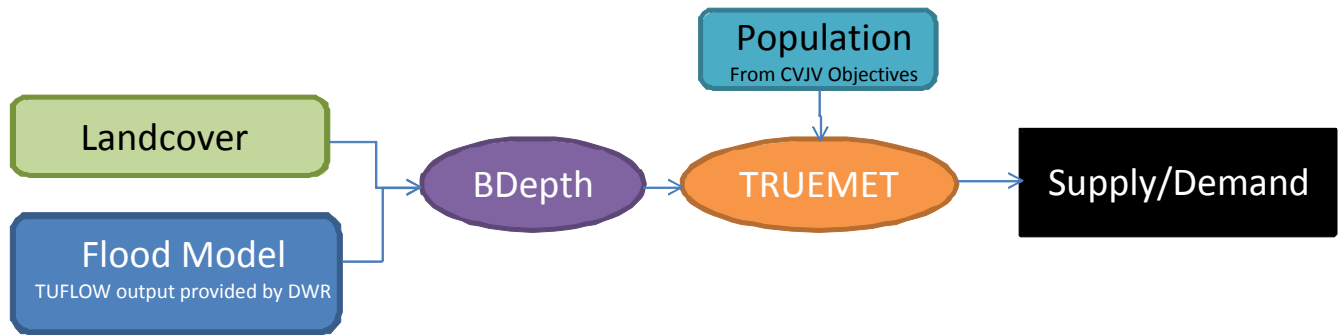 Population
From CVJV Objectives
Landcover
BDepth
TRUEMET
Supply/Demand
Flood Model
TUFLOW output provided by DWR